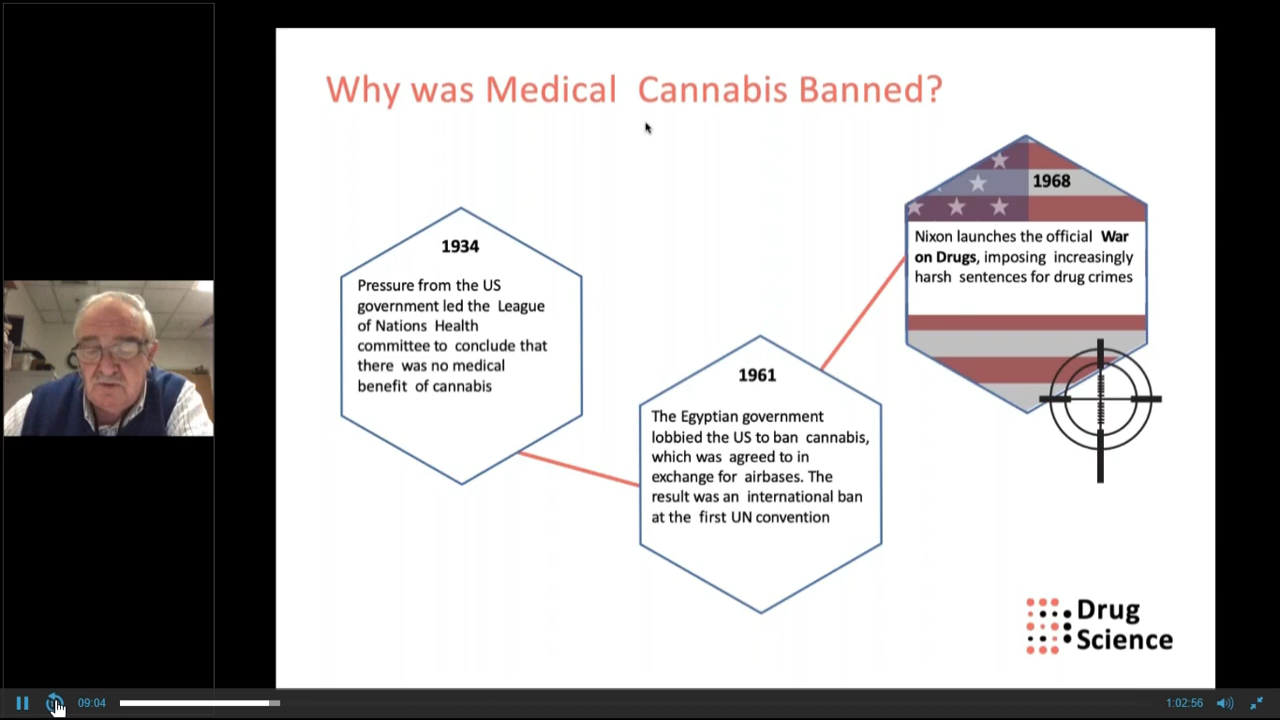 Why was Medical Cannabis Banned?
1934
Pressure from the US
government led the League
of Nations Health
committee to conclude that
there was no medical
benefit of cannabis
1961
The Egyptian government
lobbied the US to ban cannabis,
which was agreed to in
exchange for airbases. The
result was an international ban
at the first UN convention
1968
Nixon launches the official War
on Drugs, imposing increasingly
harsh sentences for drug crimes
Drug
Science
09:04
1:02:56